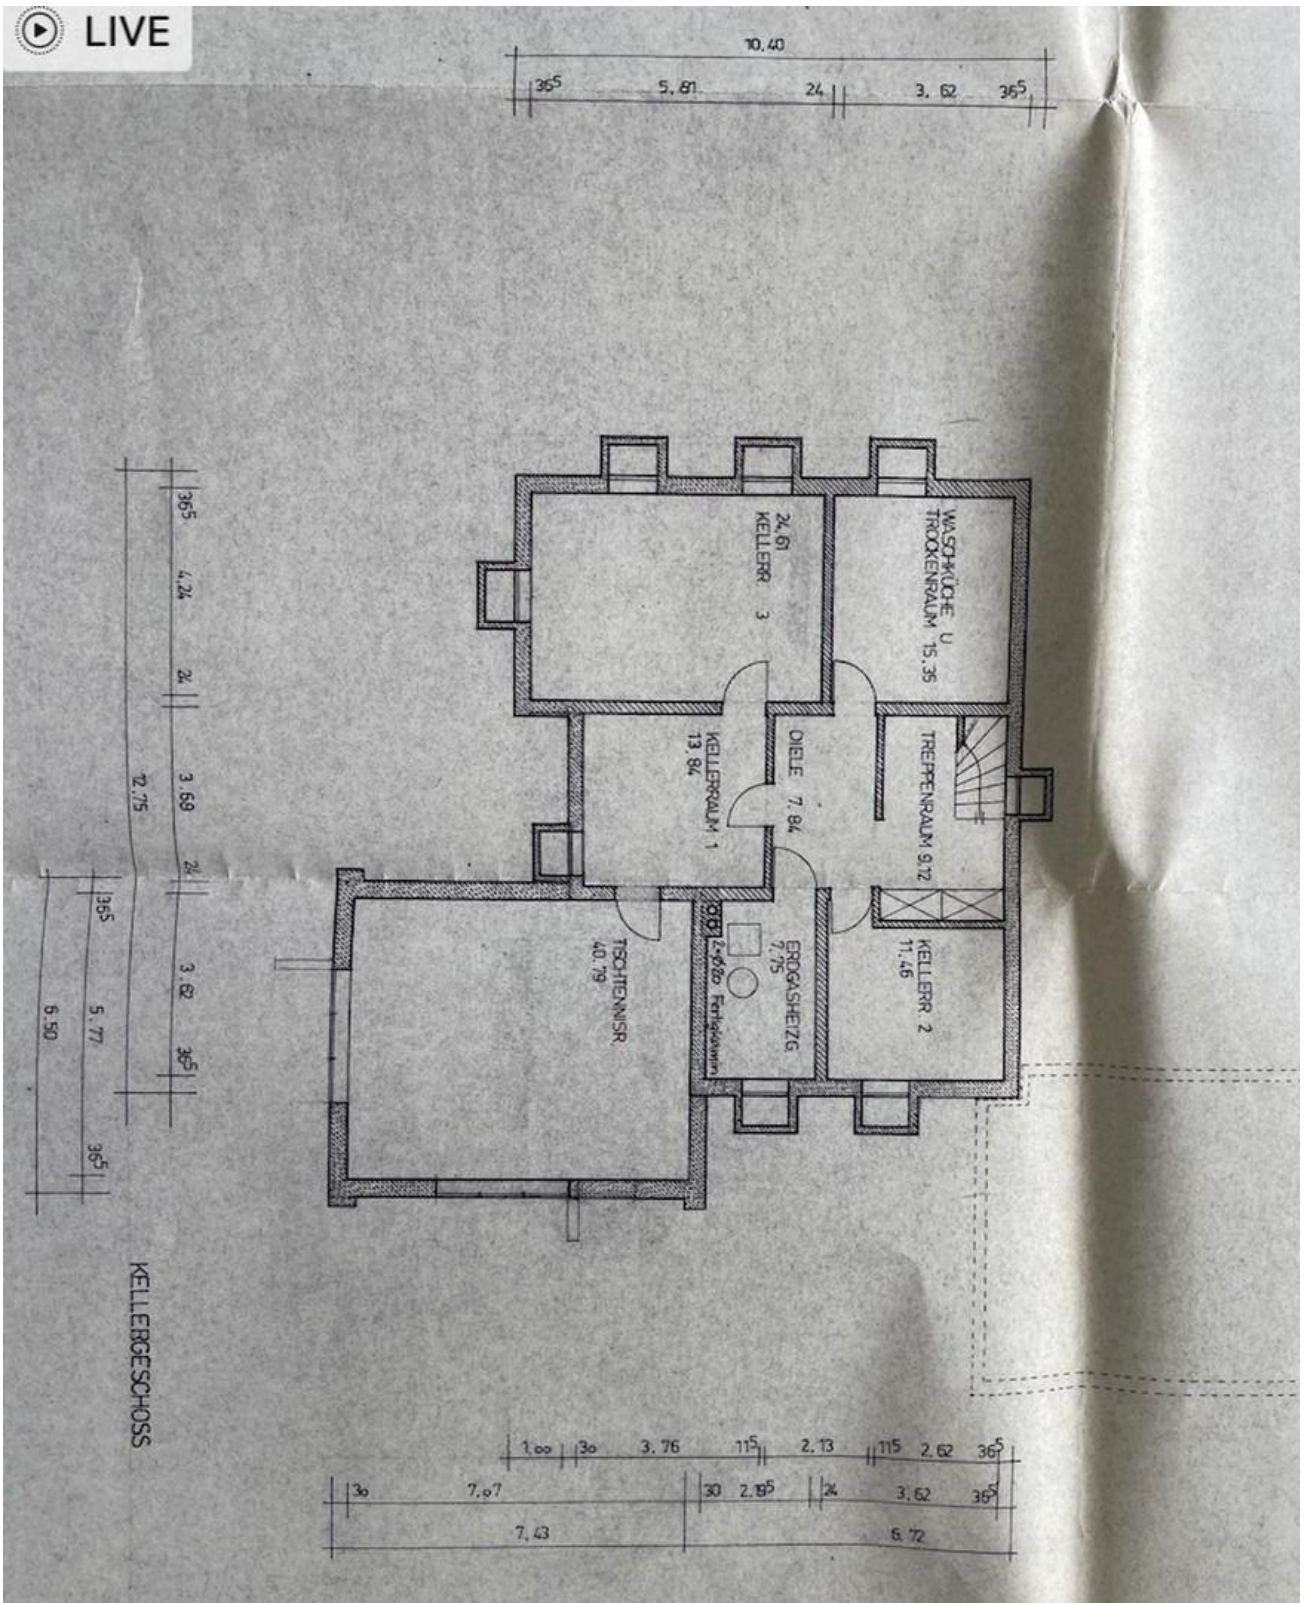 LIVE
10,40
36⁵ 5,81 24 3,62 36⁵
WASCHKÜCHE U
TROCKENRAUM 15,35
24,61
KELLERR 3
TREPPENRAUM 9,12
DIELE 7.84
KELLERRAUM 1
13,84
KELLERR 2
11,46
ERDGASHEIZG
7,75
2×Ø20 Fertigkamin
TISCHTENNISR
40.79
36⁵ 4,24 24 3.69 24 3.62 36⁵
12.75
36⁵ 5.77 36⁵
6.50
KELLERGESCHOSS
1,00 30 3.76 11⁵ 2.13 115 2,62 36⁵
30 7.07 30 2.19⁵ 24 3,62 36⁵
7,43 6.72